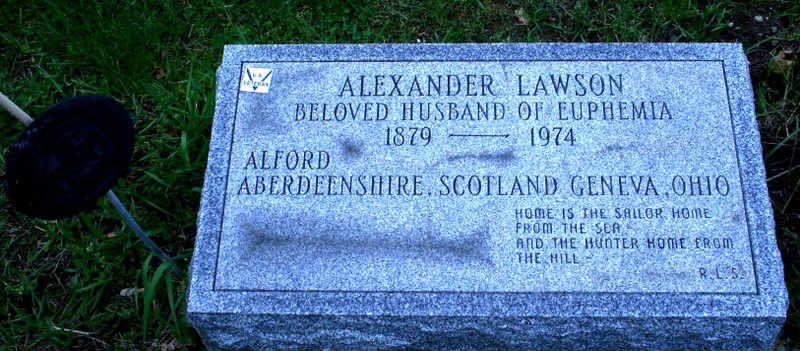 U.S.
VETERAN
ALEXANDER LAWSON
BELOVED HUSBAND OF EUPHEMIA
1879 — 1974
ALFORD
ABERDEENSHIRE, SCOTLAND GENEVA, OHIO
HOME IS THE SAILOR, HOME
FROM THE SEA
AND THE HUNTER HOME FROM
THE HILL -
R.L.S.